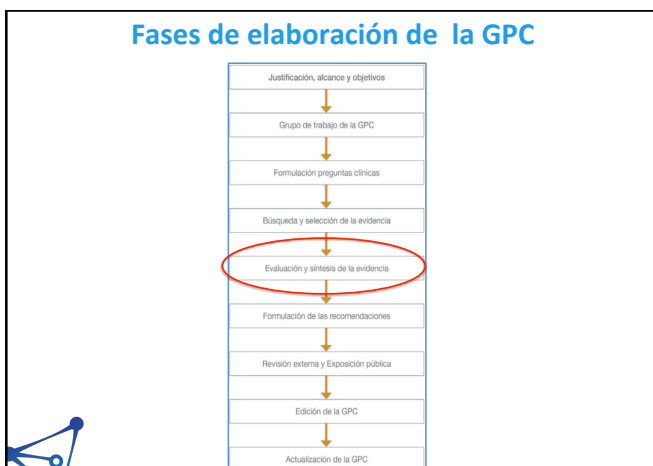 Fases de elaboración de la GPC
Justificación, alcance y objetivos
Grupo de trabajo de la GPC
Formulación preguntas clínicas
Búsqueda y selección de la evidencia
Evaluación y síntesis de la evidencia
Formulación de las recomendaciones
Revisión externa y Exposición pública
Edición de la GPC
Actualización de la GPC